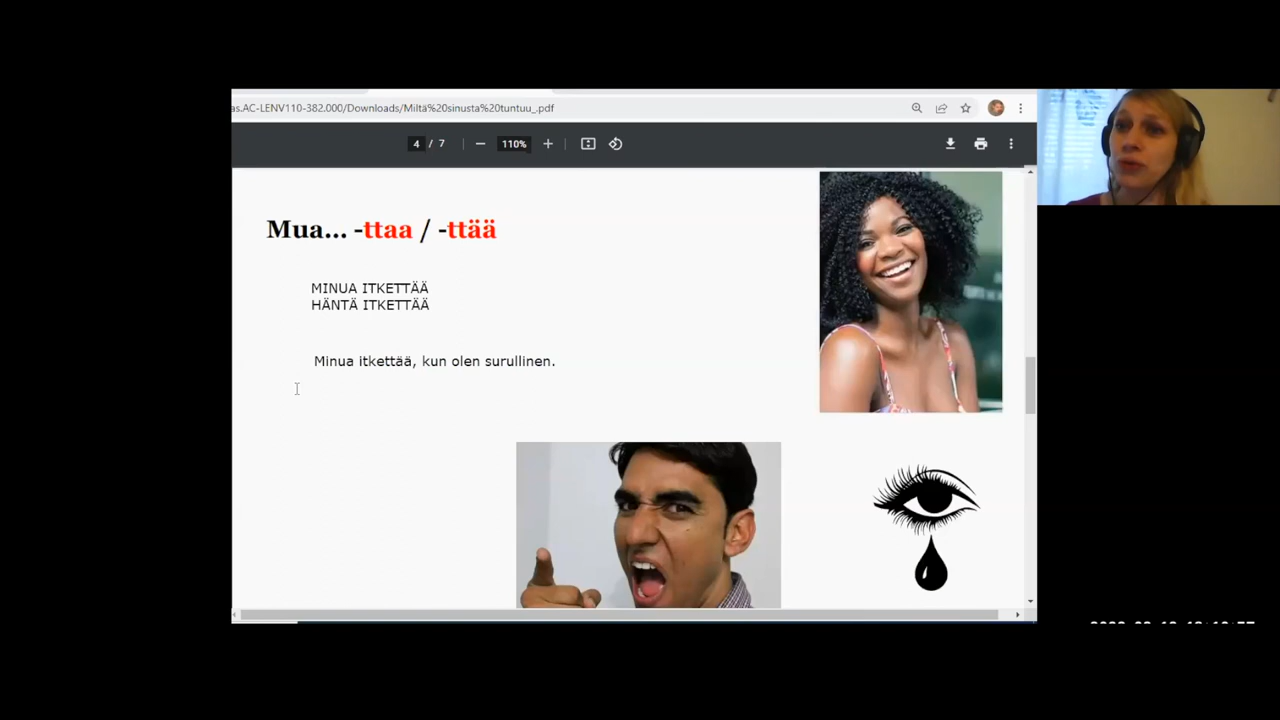 as.AC-LENV110-382.000/Downloads/Miltä%20sinusta%20tuntuu_.pdf
4 / 7 110%
Mua... -ttaa / -ttää
MINUA ITKETTÄÄ
HÄNTÄ ITKETTÄÄ
Minua itkettää, kun olen surullinen.